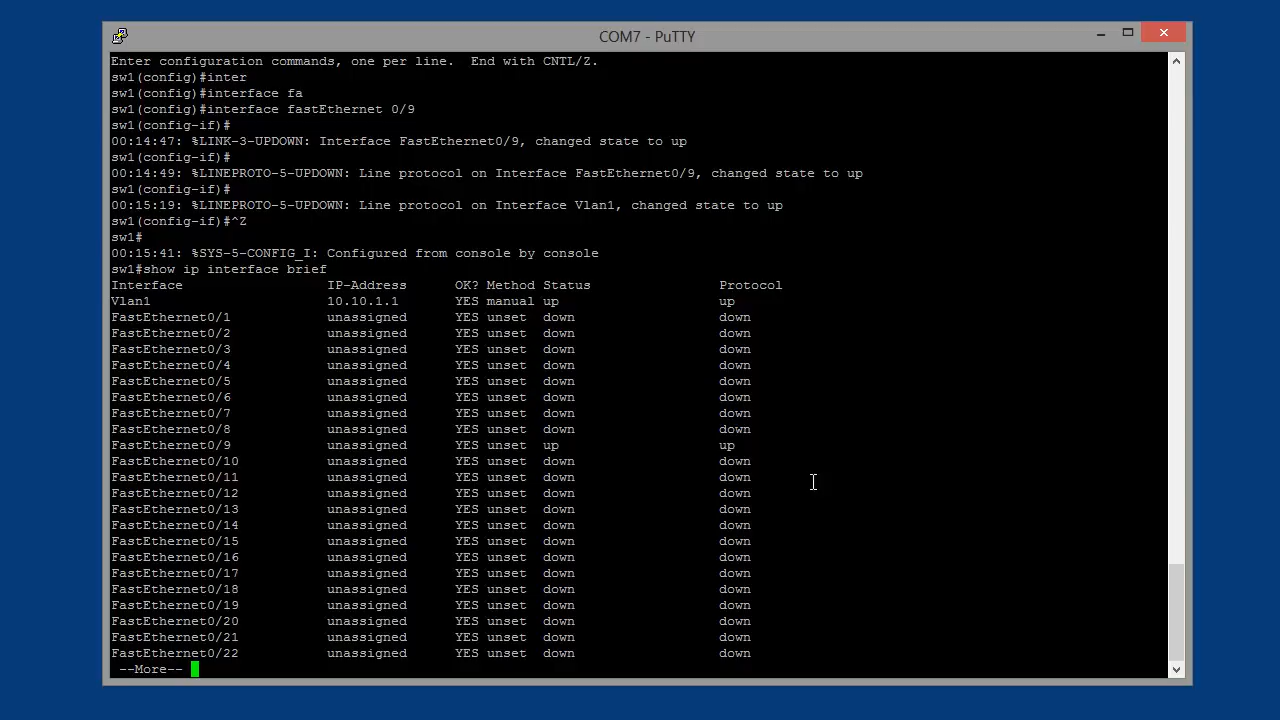 COM7 - PuTTY
Enter configuration commands, one per line.  End with CNTL/Z.
sw1(config)#inter
sw1(config)#interface fa
sw1(config)#interface fastEthernet 0/9
sw1(config-if)#
00:14:47: %LINK-3-UPDOWN: Interface FastEthernet0/9, changed state to up
sw1(config-if)#
00:14:49: %LINEPROTO-5-UPDOWN: Line protocol on Interface FastEthernet0/9, changed state to up
sw1(config-if)#
00:15:19: %LINEPROTO-5-UPDOWN: Line protocol on Interface Vlan1, changed state to up
sw1(config-if)#^Z
sw1#
00:15:41: %SYS-5-CONFIG_I: Configured from console by console
sw1#show ip interface brief
Interface                  IP-Address      OK? Method Status                Protocol
Vlan1                      10.10.1.1       YES manual up                    up
FastEthernet0/1            unassigned      YES unset  down                  down
FastEthernet0/2            unassigned      YES unset  down                  down
FastEthernet0/3            unassigned      YES unset  down                  down
FastEthernet0/4            unassigned      YES unset  down                  down
FastEthernet0/5            unassigned      YES unset  down                  down
FastEthernet0/6            unassigned      YES unset  down                  down
FastEthernet0/7            unassigned      YES unset  down                  down
FastEthernet0/8            unassigned      YES unset  down                  down
FastEthernet0/9            unassigned      YES unset  up                    up
FastEthernet0/10           unassigned      YES unset  down                  down
FastEthernet0/11           unassigned      YES unset  down                  down
FastEthernet0/12           unassigned      YES unset  down                  down
FastEthernet0/13           unassigned      YES unset  down                  down
FastEthernet0/14           unassigned      YES unset  down                  down
FastEthernet0/15           unassigned      YES unset  down                  down
FastEthernet0/16           unassigned      YES unset  down                  down
FastEthernet0/17           unassigned      YES unset  down                  down
FastEthernet0/18           unassigned      YES unset  down                  down
FastEthernet0/19           unassigned      YES unset  down                  down
FastEthernet0/20           unassigned      YES unset  down                  down
FastEthernet0/21           unassigned      YES unset  down                  down
FastEthernet0/22           unassigned      YES unset  down                  down
--More--